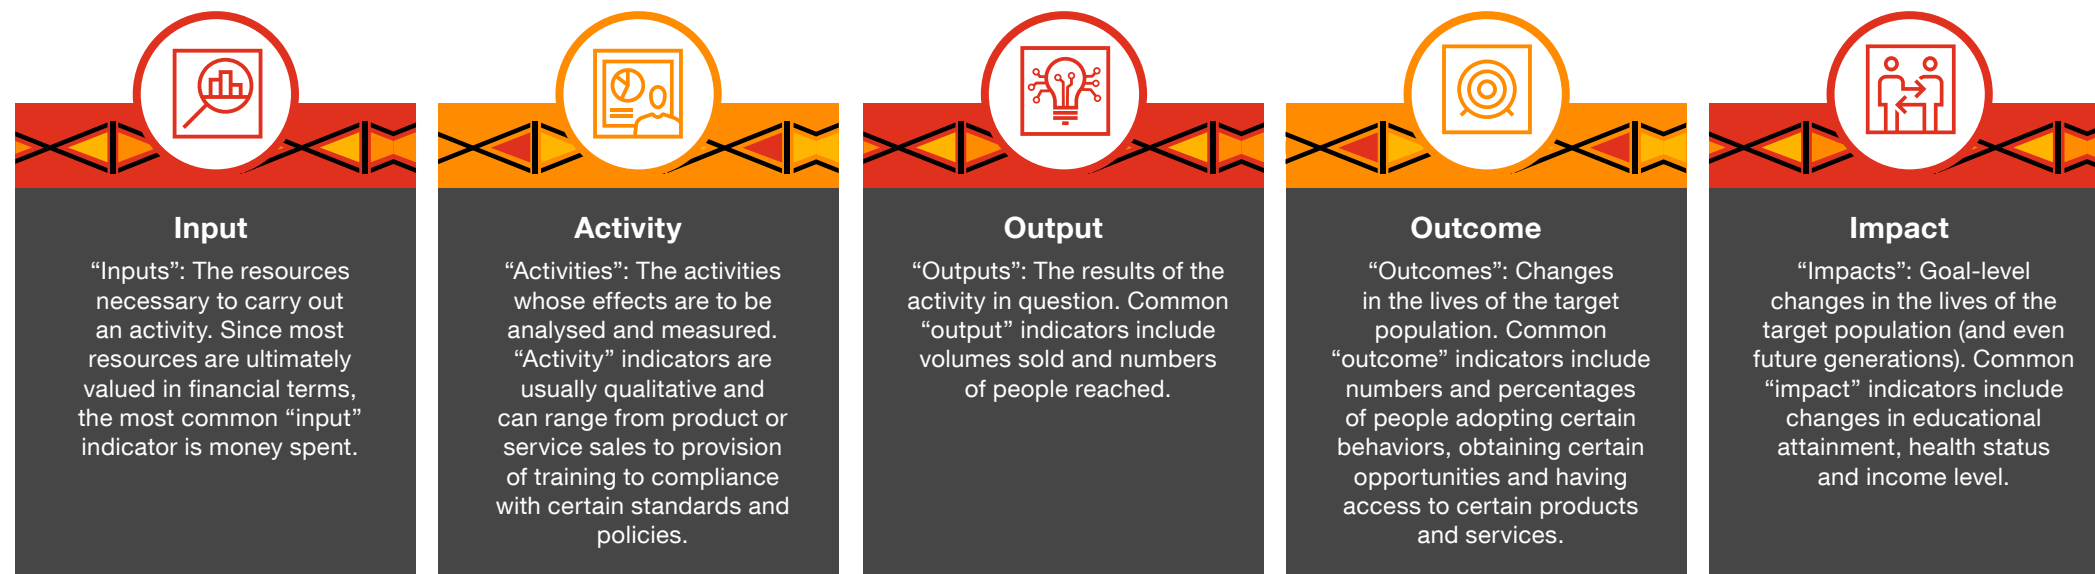 Input
“Inputs”: The resources
necessary to carry out
an activity. Since most
resources are ultimately
valued in financial terms,
the most common “input”
indicator is money spent.
Activity
“Activities”: The activities
whose effects are to be
analysed and measured.
“Activity” indicators are
usually qualitative and
can range from product or
service sales to provision
of training to compliance
with certain standards and
policies.
Output
“Outputs”: The results of the
activity in question. Common
“output” indicators include
volumes sold and numbers
of people reached.
Outcome
“Outcomes”: Changes
in the lives of the target
population. Common
“outcome” indicators include
numbers and percentages
of people adopting certain
behaviors, obtaining certain
opportunities and having
access to certain products
and services.
Impact
“Impacts”: Goal-level
changes in the lives of the
target population (and even
future generations). Common
“impact” indicators include
changes in educational
attainment, health status
and income level.